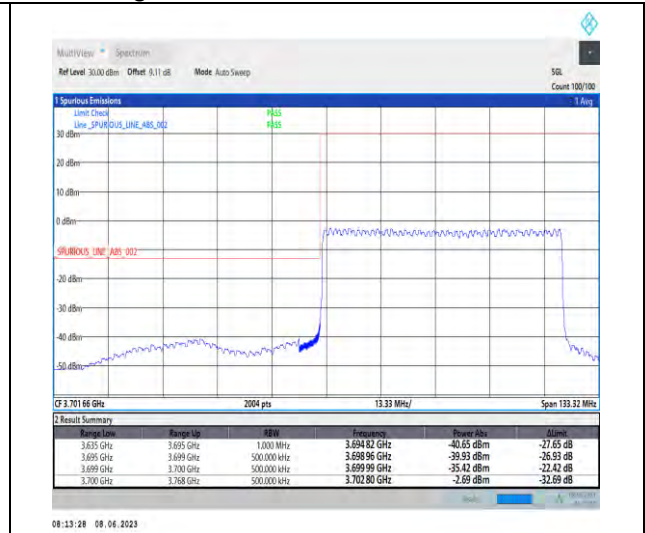 MultiView Spectrum
Ref Level 30.00 dBm Offset 9.11 dB Mode Auto Sweep SGL
Count 100/100
1 Spurious Emissions 1 Avg
Limit Check PASS
Line _SPURIOUS_LINE_ABS_002 PASS
30 dBm
20 dBm
10 dBm
0 dBm
_SPURIOUS_LINE_ABS_002
-20 dBm
-30 dBm
-40 dBm
-50 dBm
CF 3.701 66 GHz 2004 pts 13.33 MHz/ Span 133.32 MHz
2 Result Summary
Range Low Range Up RBW Frequency Power Abs ΔLimit
3.635 GHz 3.695 GHz 1.000 MHz 3.694 82 GHz -40.65 dBm -27.65 dB
3.695 GHz 3.699 GHz 500.000 kHz 3.698 96 GHz -39.93 dBm -26.93 dB
3.699 GHz 3.700 GHz 500.000 kHz 3.699 99 GHz -35.42 dBm -22.42 dB
3.700 GHz 3.768 GHz 500.000 kHz 3.702 80 GHz -2.69 dBm -32.69 dB
08:13:28 08.06.2023